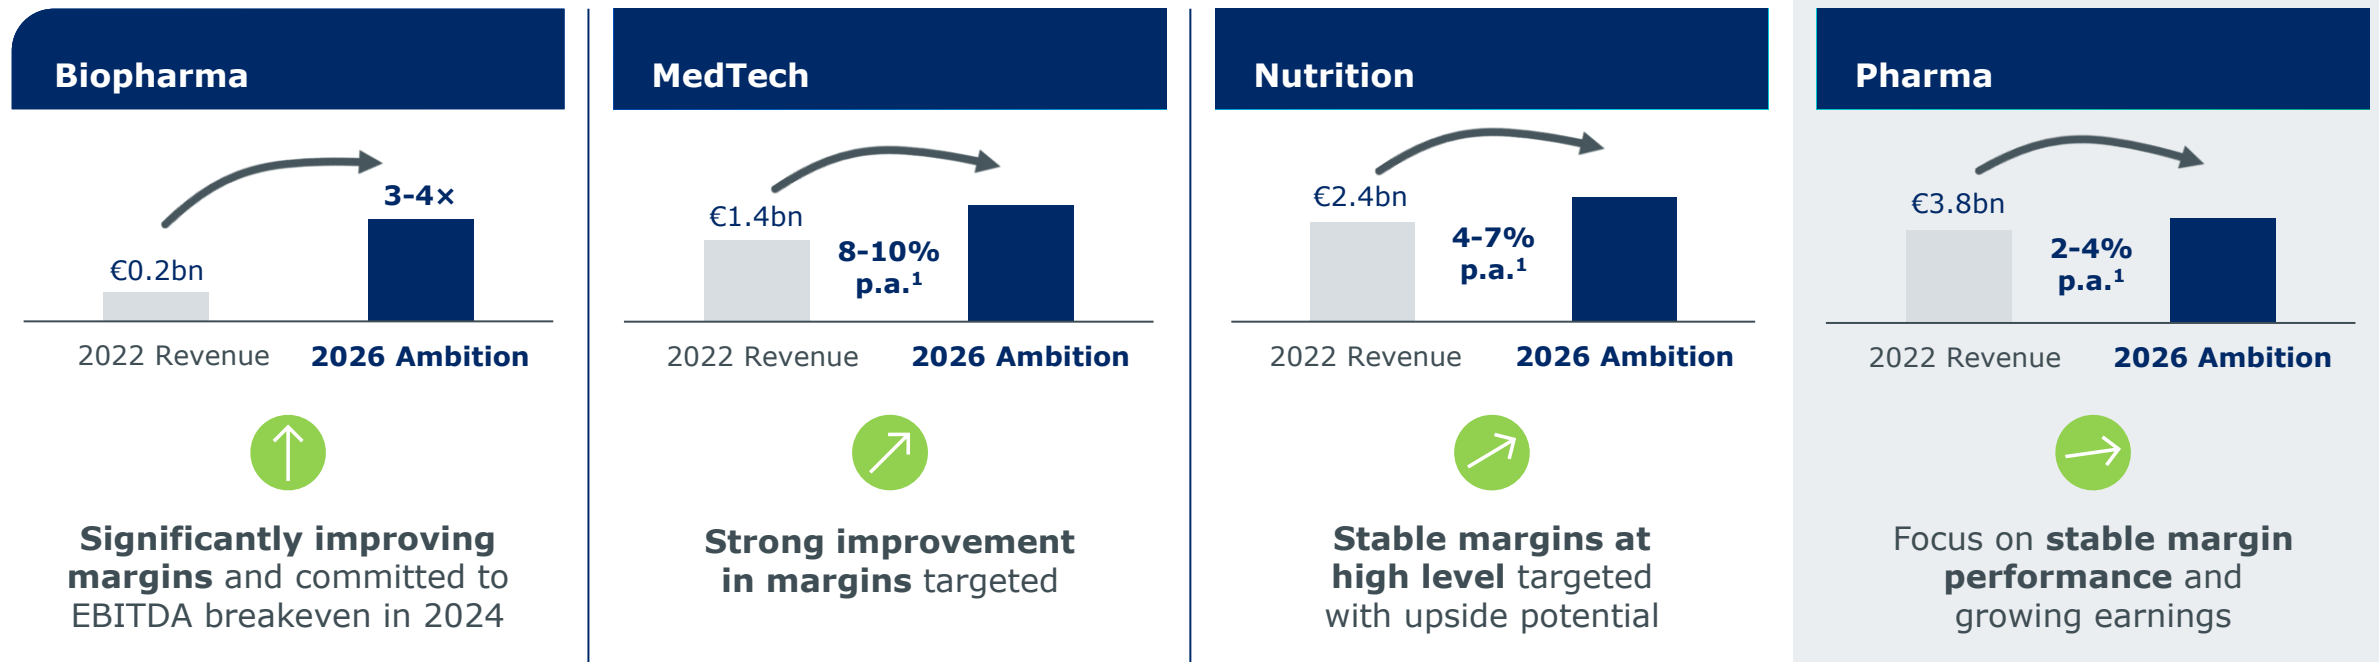 Biopharma
3-4×
€0.2bn
2022 Revenue
2026 Ambition
Significantly improving
margins and committed to
EBITDA breakeven in 2024
MedTech
€1.4bn
8-10%
p.a.¹
2022 Revenue
2026 Ambition
Strong improvement
in margins targeted
Nutrition
€2.4bn
4-7%
p.a.¹
2022 Revenue
2026 Ambition
Stable margins at
high level targeted
with upside potential
Pharma
€3.8bn
2-4%
p.a.¹
2022 Revenue
2026 Ambition
Focus on stable margin
performance and
growing earnings